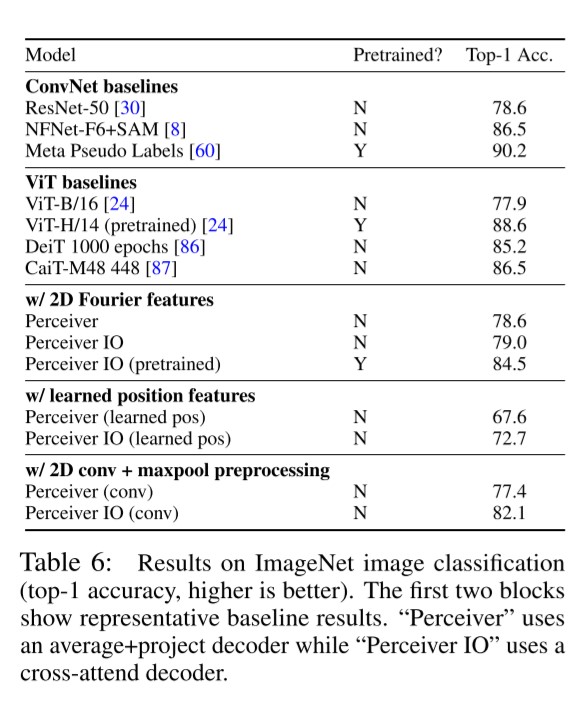 Model Pretrained? Top-1 Acc.
ConvNet baselines
ResNet-50 [30] N 78.6
NFNet-F6+SAM [8] N 86.5
Meta Pseudo Labels [60] Y 90.2
ViT baselines
ViT-B/16 [24] N 77.9
ViT-H/14 (pretrained) [24] Y 88.6
DeiT 1000 epochs [86] N 85.2
CaiT-M48 448 [87] N 86.5
w/ 2D Fourier features
Perceiver N 78.6
Perceiver IO N 79.0
Perceiver IO (pretrained) Y 84.5
w/ learned position features
Perceiver (learned pos) N 67.6
Perceiver IO (learned pos) N 72.7
w/ 2D conv + maxpool preprocessing
Perceiver (conv) N 77.4
Perceiver IO (conv) N 82.1
Table 6: Results on ImageNet image classification
(top-1 accuracy, higher is better). The first two blocks
show representative baseline results. “Perceiver” uses
an average+project decoder while “Perceiver IO” uses a
cross-attend decoder.